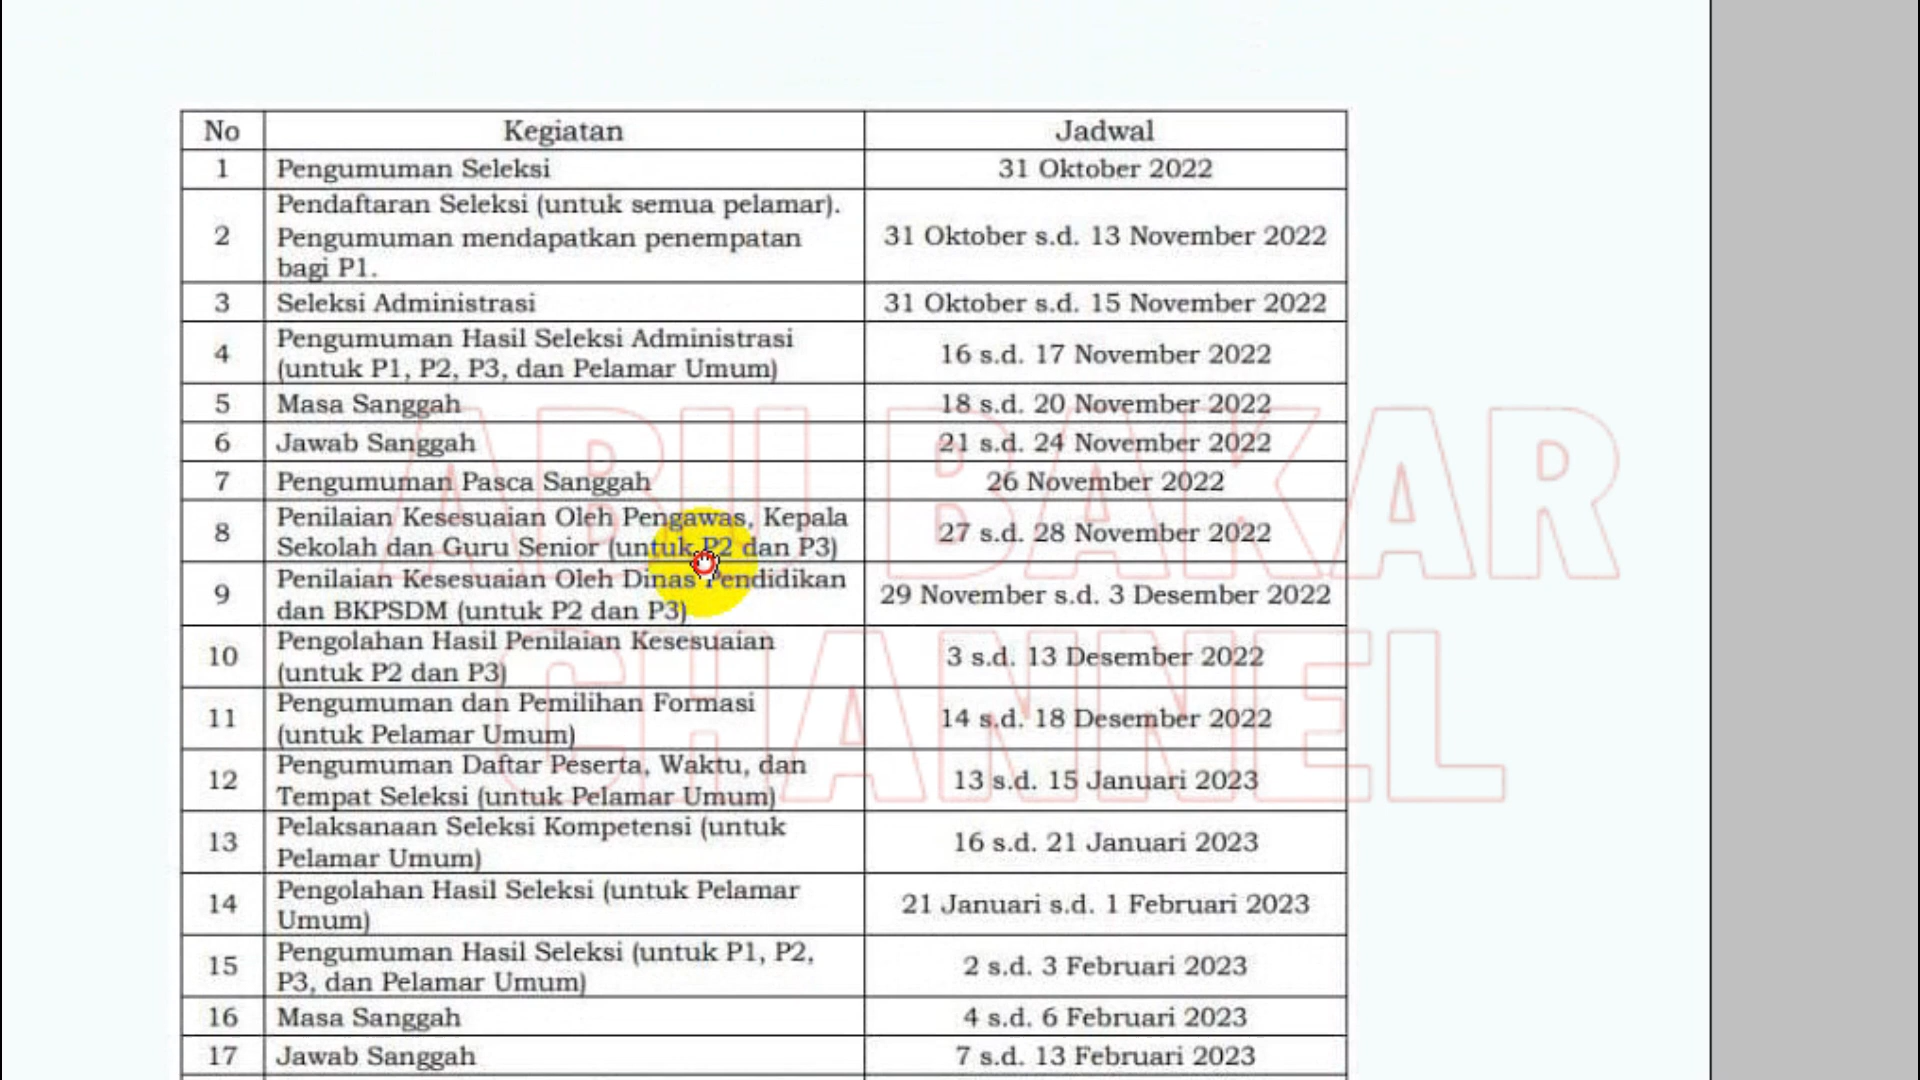 No Kegiatan Jadwal
1 Pengumuman Seleksi 31 Oktober 2022
Pendaftaran Seleksi (untuk semua pelamar).
2 Pengumuman mendapatkan penempatan 31 Oktober s.d. 13 November 2022
bagi P1.
3 Seleksi Administrasi 31 Oktober s.d. 15 November 2022
4 Pengumuman Hasil Seleksi Administrasi 16 s.d. 17 November 2022
(untuk P1, P2, P3, dan Pelamar Umum)
5 Masa Sanggah 18 s.d. 20 November 2022
6 Jawab Sanggah 21 s.d. 24 November 2022
7 Pengumuman Pasca Sanggah 26 November 2022
8 Penilaian Kesesuaian Oleh Pengawas, Kepala 27 s.d. 28 November 2022
Sekolah dan Guru Senior (untuk P2 dan P3)
9 Penilaian Kesesuaian Oleh Dinas Pendidikan 29 November s.d. 3 Desember 2022
dan BKPSDM (untuk P2 dan P3)
10 Pengolahan Hasil Penilaian Kesesuaian 3 s.d. 13 Desember 2022
(untuk P2 dan P3)
11 Pengumuman dan Pemilihan Formasi 14 s.d. 18 Desember 2022
(untuk Pelamar Umum)
12 Pengumuman Daftar Peserta, Waktu, dan 13 s.d. 15 Januari 2023
Tempat Seleksi (untuk Pelamar Umum)
13 Pelaksanaan Seleksi Kompetensi (untuk 16 s.d. 21 Januari 2023
Pelamar Umum)
14 Pengolahan Hasil Seleksi (untuk Pelamar 21 Januari s.d. 1 Februari 2023
Umum)
15 Pengumuman Hasil Seleksi (untuk P1, P2, 2 s.d. 3 Februari 2023
P3, dan Pelamar Umum)
16 Masa Sanggah 4 s.d. 6 Februari 2023
17 Jawab Sanggah 7 s.d. 13 Februari 2023
ABU BAKAR
CHANNEL